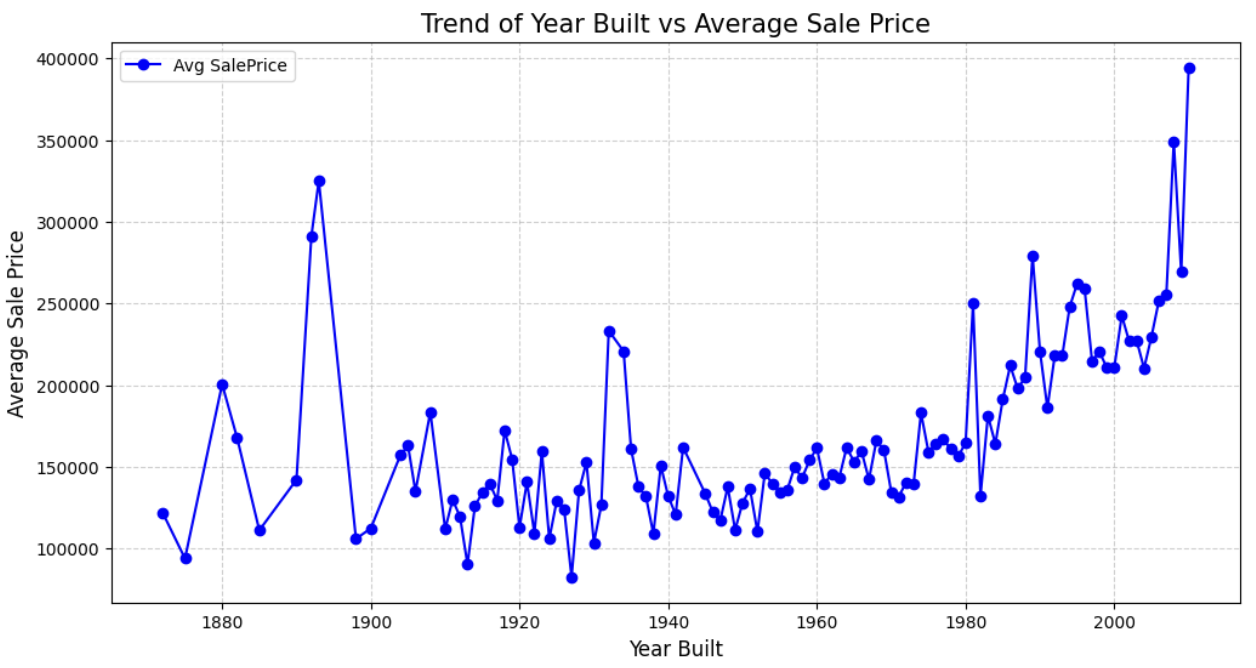 Trend of Year Built vs Average Sale Price
Avg SalePrice
400000
350000
300000
250000
200000
150000
100000
Average Sale Price
1880 1900 1920 1940 1960 1980 2000
Year Built